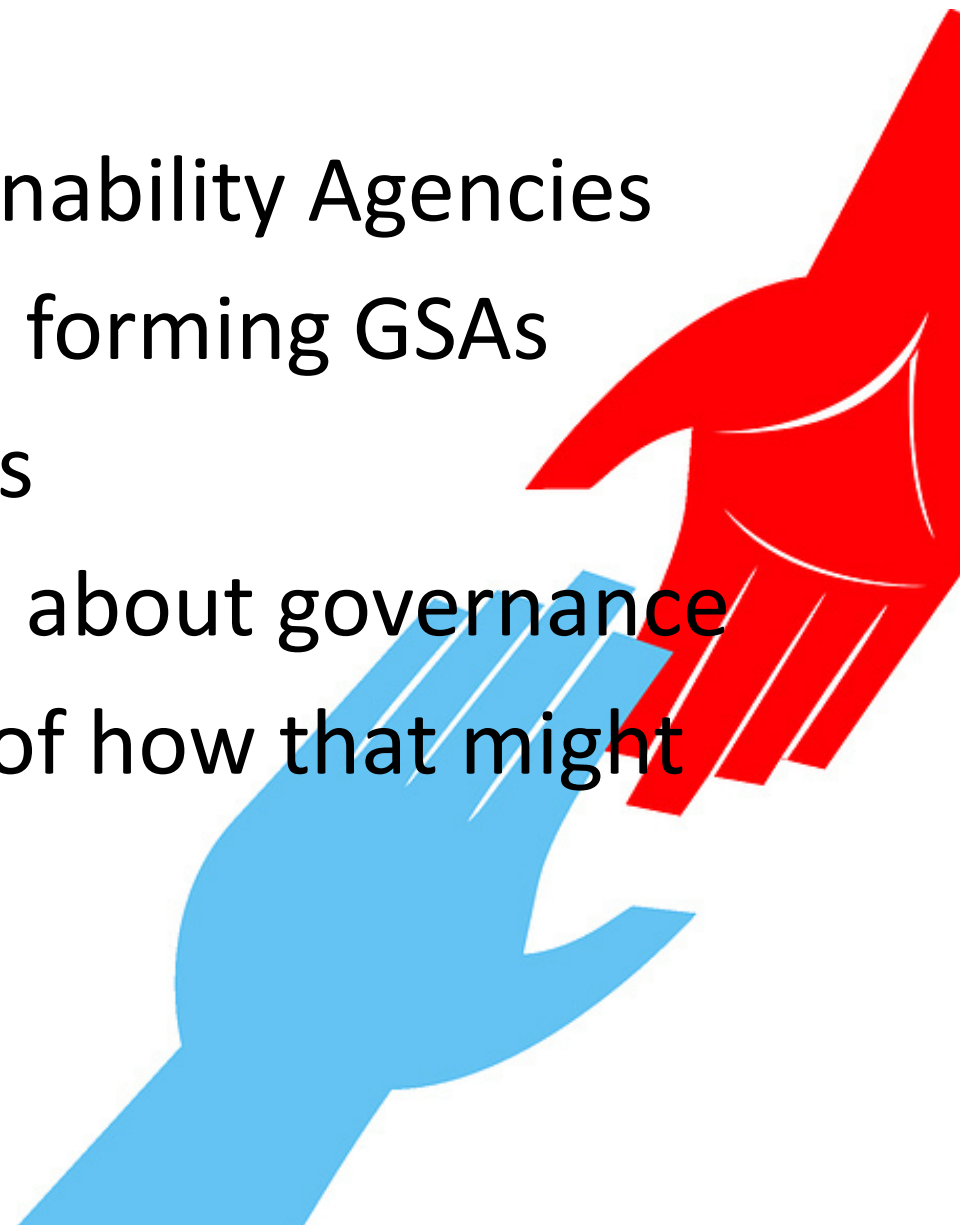 nability Agencies
forming GSAs
s
about governance
of how that might